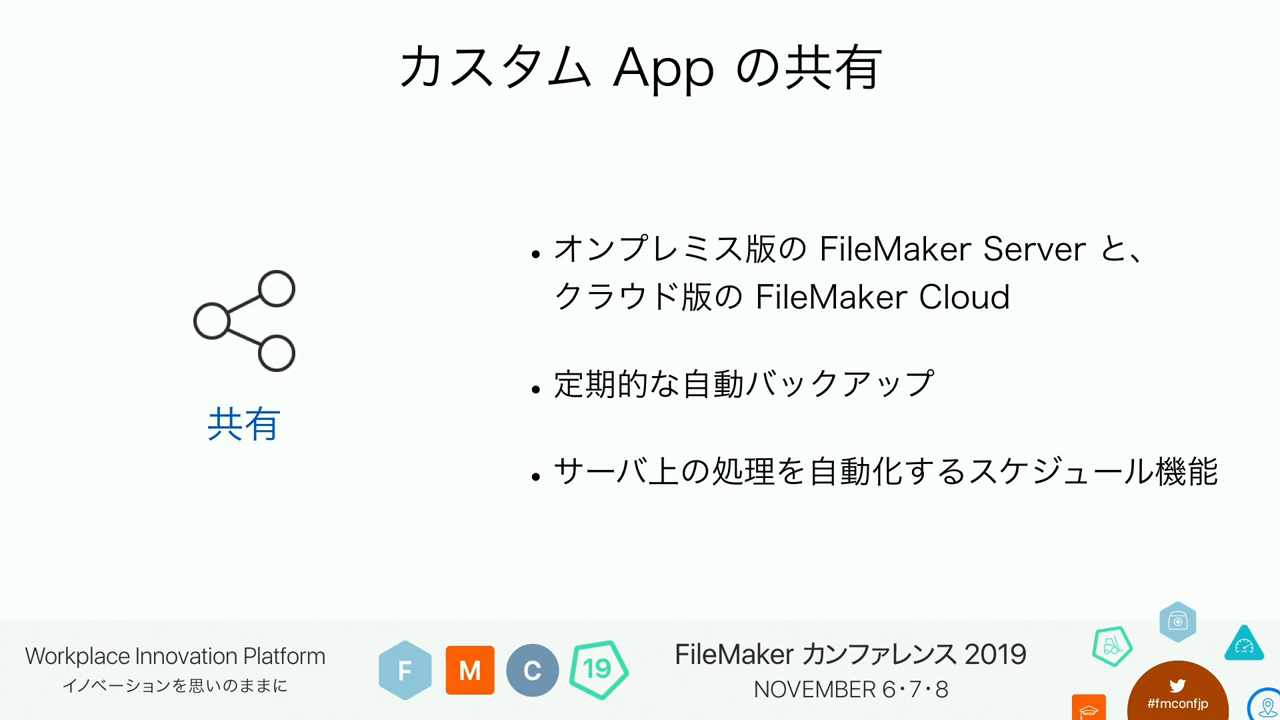 カスタム App の共有
共有
• オンプレミス版の FileMaker Server と、
クラウド版の FileMaker Cloud
• 定期的な自動バックアップ
• サーバ上の処理を自動化するスケジュール機能
Workplace Innovation Platform
イノベーションを思いのままに
F M C 19
FileMaker カンファレンス 2019
NOVEMBER 6・7・8
#fmconfjp